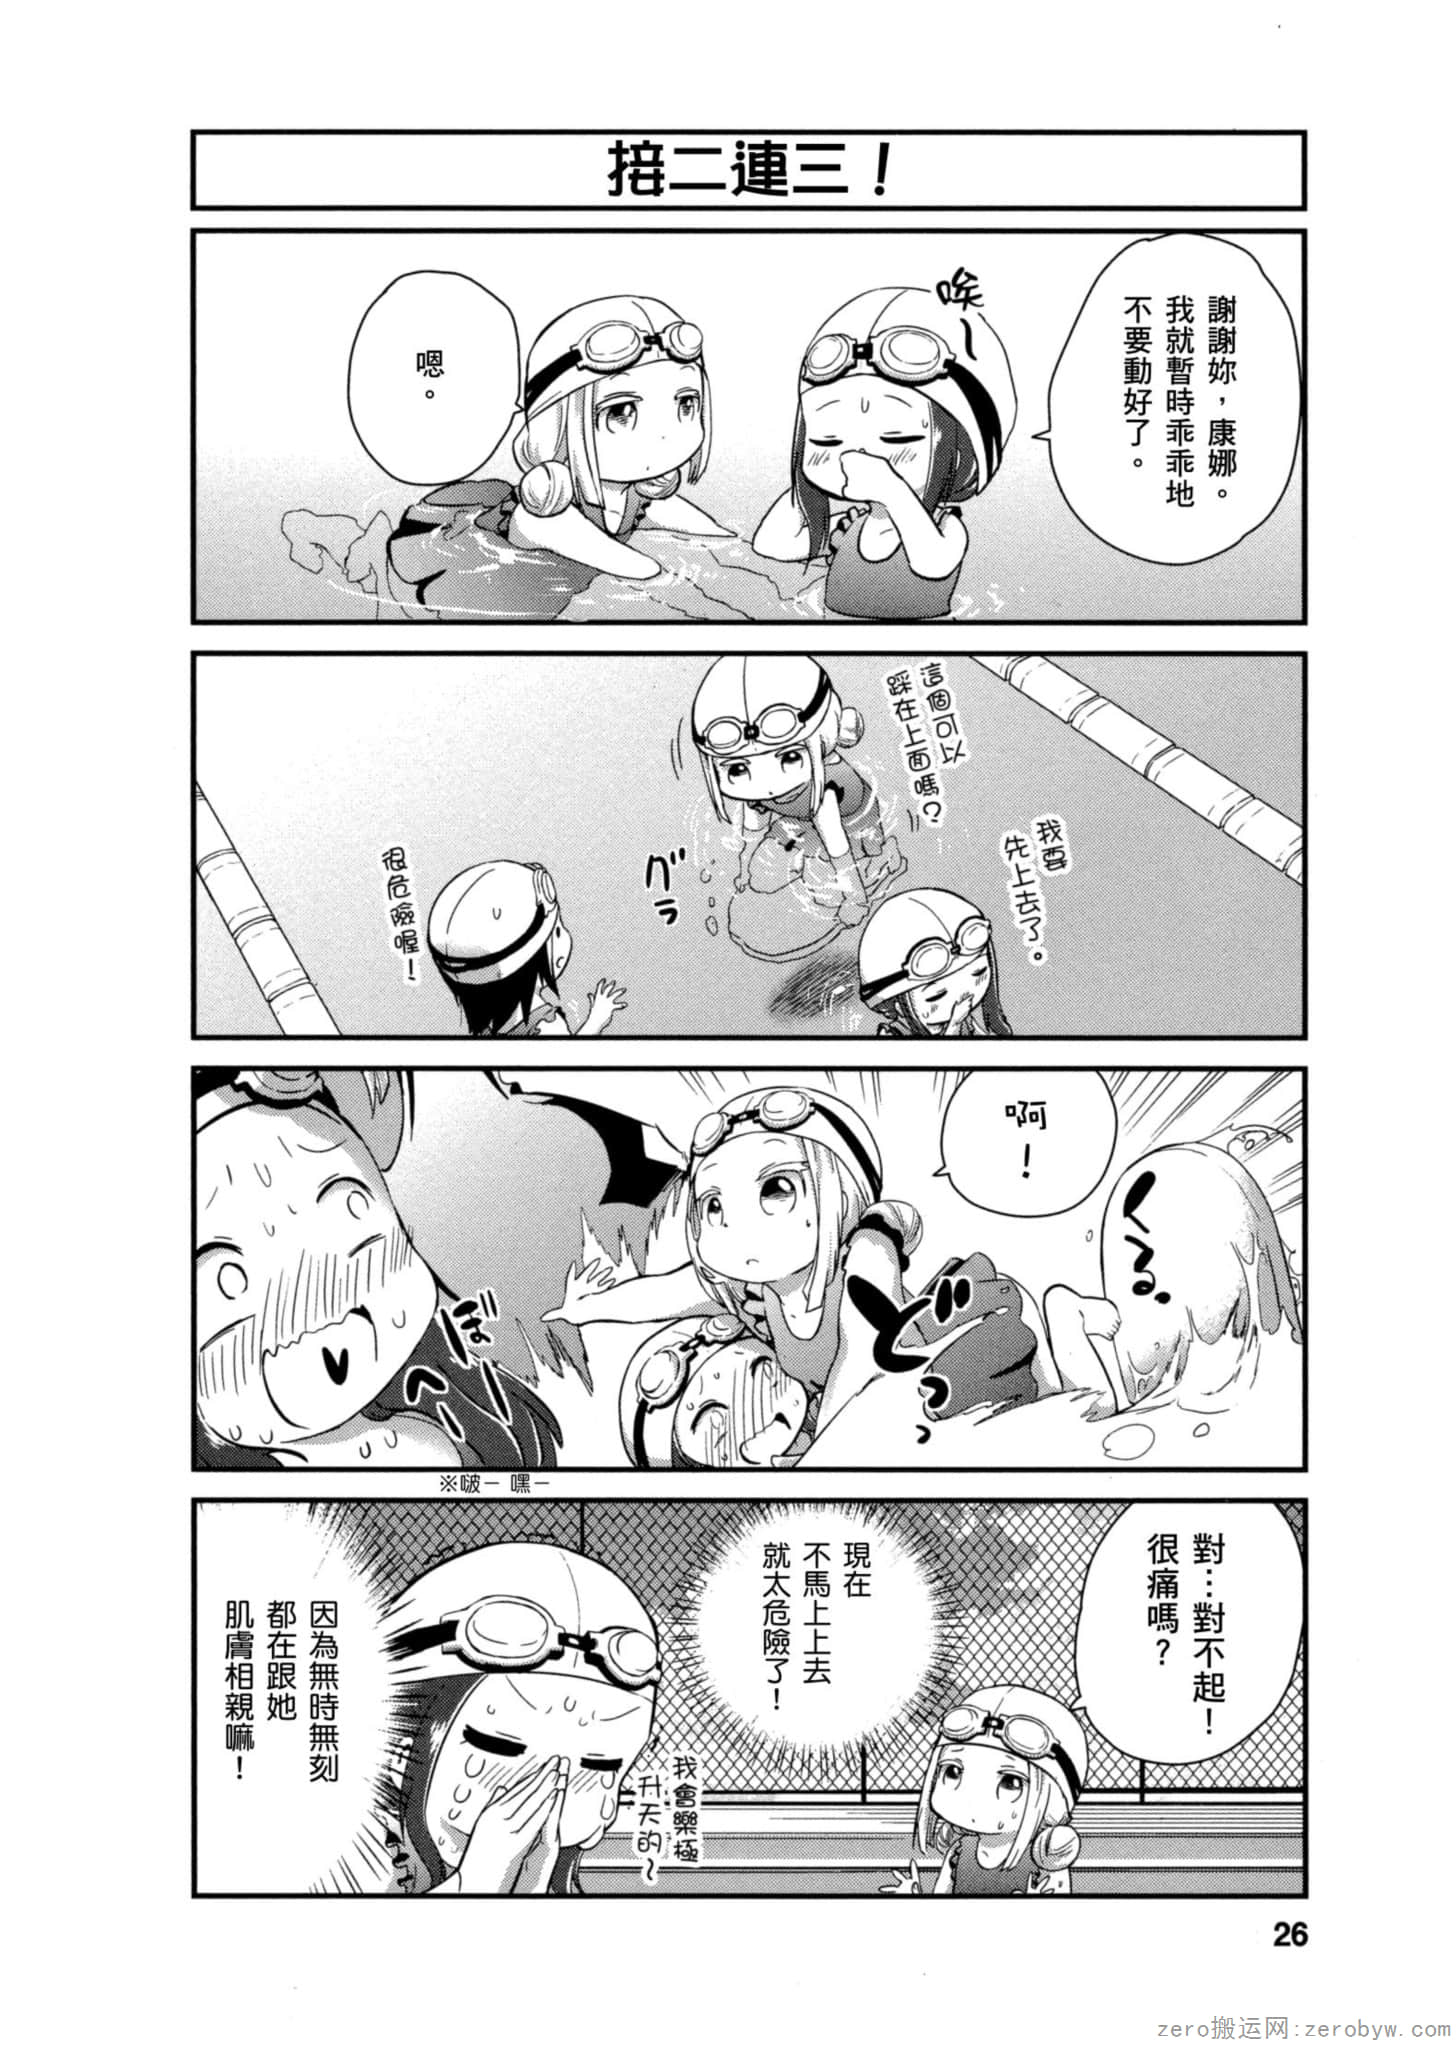 接二連三！
謝謝妳，康娜。
我就暫時乖乖地
不要動好了。
唉～
嗯。
這個可以
踩在上面嗎？
我要
先上去了。
グラ
很危險喔！
くるっ
啊！
どっ
ぼへー
※啵－ 嘿－
對…對不起！
很痛嗎？
現在
不馬上上去
就太危險了！
我會樂極
升天的～
因為無時無刻
都在跟她
肌膚相親嘛！
26
zero搬运网:zerobyw.com